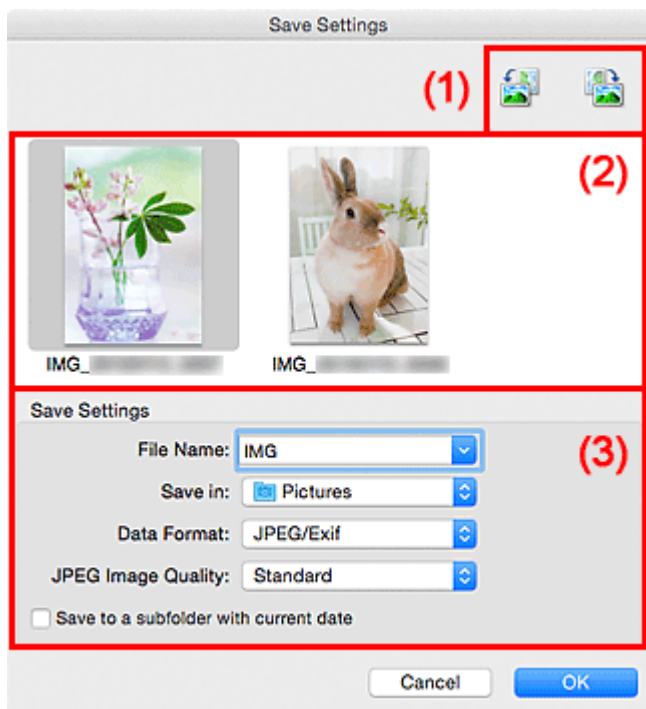 Save Settings
(1)
(2)
IMG_
IMG_
Save Settings
(3)
File Name: IMG
Save in: Pictures
Data Format: JPEG/Exif
JPEG Image Quality: Standard
Save to a subfolder with current date
Cancel OK